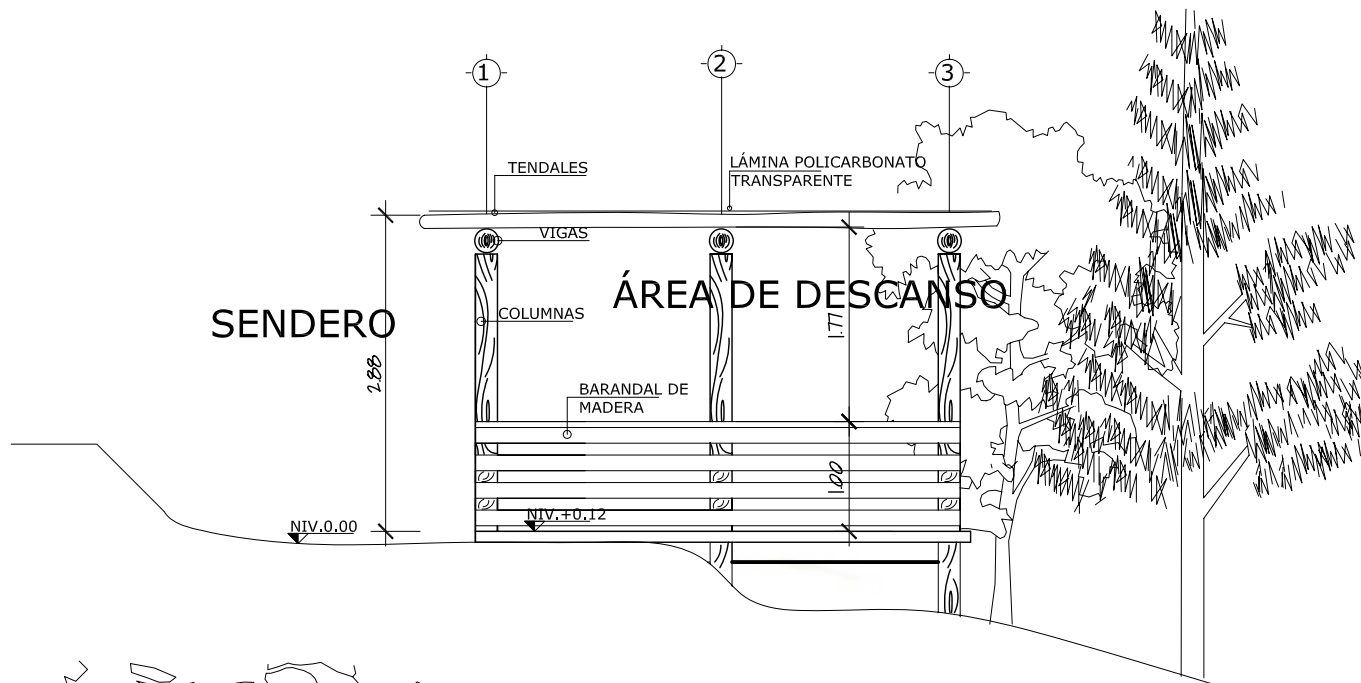 1
2
3
TENDALES
LÁMINA POLICARBONATO
TRANSPARENTE
VIGAS
ÁREA DE DESCANSO
SENDERO
COLUMNAS
1.77
2.88
BARANDAL DE
MADERA
1.00
NIV.0.00
NIV.+0.12